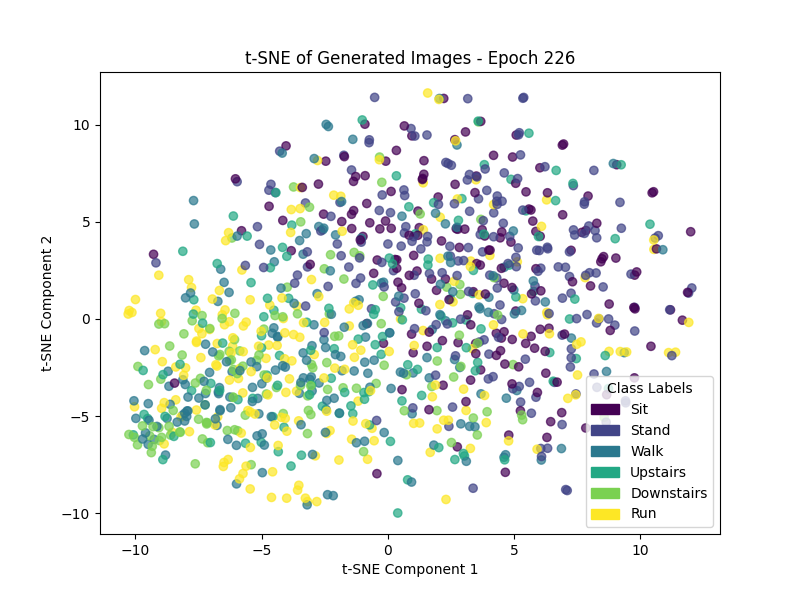 t-SNE of Generated Images - Epoch 226
t-SNE Component 2
10
5
0
−5
−10
Class Labels
Sit
Stand
Walk
Upstairs
Downstairs
Run
−10
−5
0
5
10
t-SNE Component 1